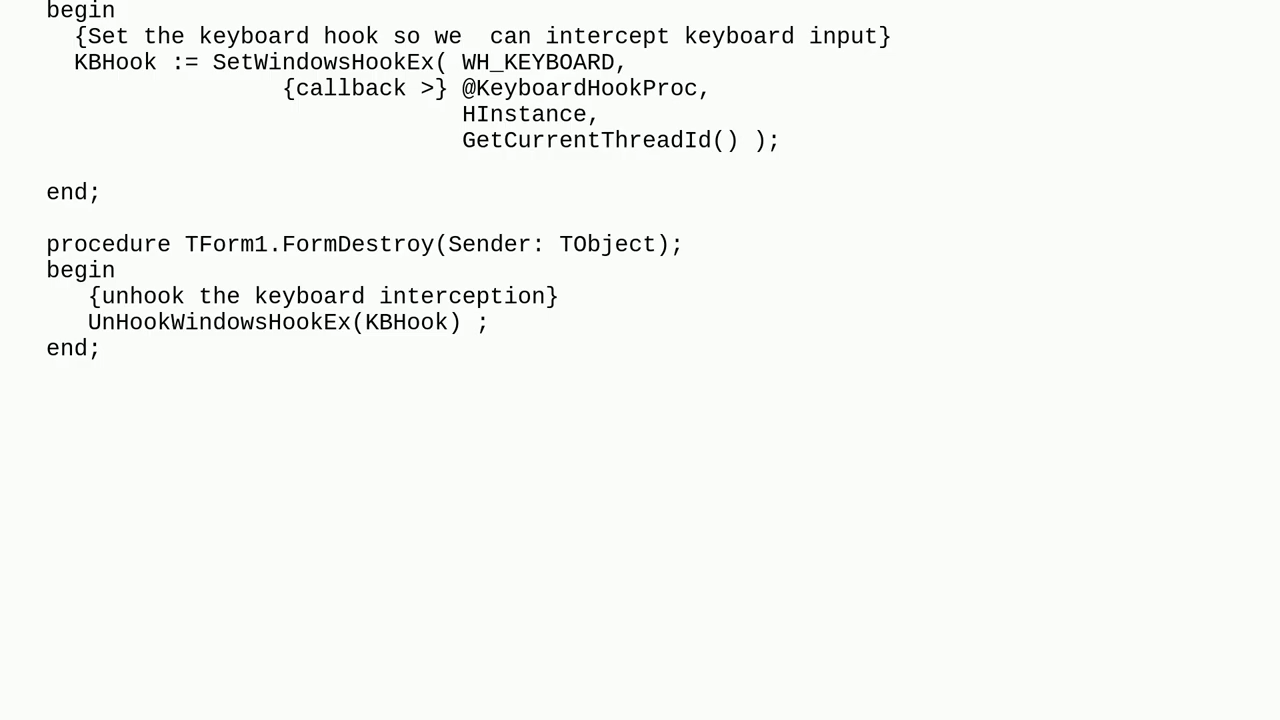 begin
{Set the keyboard hook so we  can intercept keyboard input}
KBHook := SetWindowsHookEx( WH_KEYBOARD,
{callback >} @KeyboardHookProc,
HInstance,
GetCurrentThreadId() );
end;
procedure TForm1.FormDestroy(Sender: TObject);
begin
{unhook the keyboard interception}
UnHookWindowsHookEx(KBHook) ;
end;